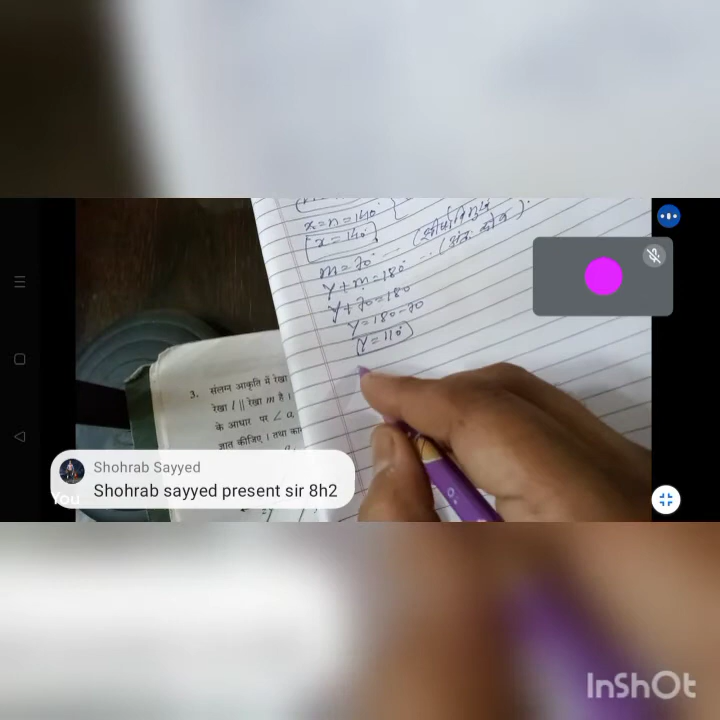 x=n=140°
x=140°
m=70°
y+m=180°
y+70=180
y=180-70
y=110°
3. संलग्न आकृति में रेखा
रेखा l || रेखा m है ।
के आधार पर ∠a,
ज्ञात कीजिए । तथा
Shohrab Sayyed
Shohrab sayyed present sir 8h2
You
InShOt